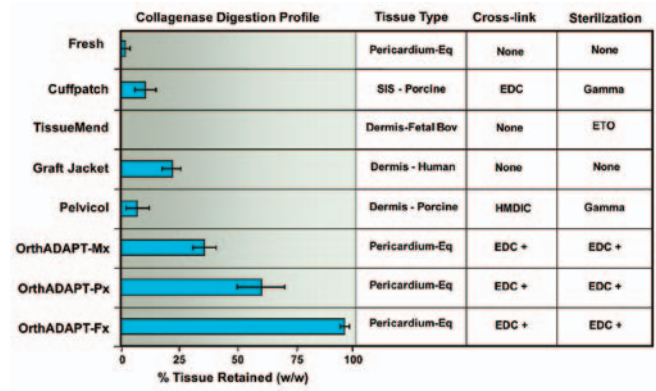 Collagenase Digestion Profile Tissue Type Cross-link Sterilization
Fresh Pericardium-Eq None None
Cuffpatch SIS - Porcine EDC Gamma
TissueMend Dermis-Fetal Bov None ETO
Graft Jacket Dermis - Human None None
Pelvicol Dermis - Porcine HMDIC Gamma
OrthADAPT-Mx Pericardium-Eq EDC + EDC +
OrthADAPT-Px Pericardium-Eq EDC + EDC +
OrthADAPT-Fx Pericardium-Eq EDC + EDC +
0 25 50 75 100
% Tissue Retained (w/w)